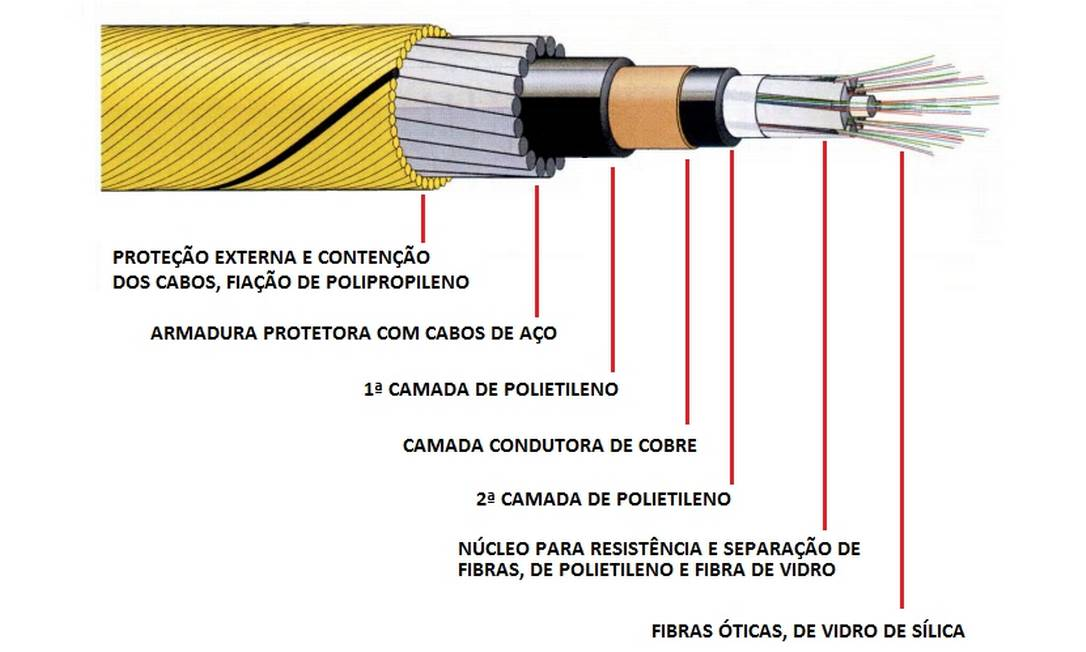 PROTEÇÃO EXTERNA E CONTENÇÃO
DOS CABOS, FIAÇÃO DE POLIPROPILENO
ARMADURA PROTETORA COM CABOS DE AÇO
1ª CAMADA DE POLIETILENO
CAMADA CONDUTORA DE COBRE
2ª CAMADA DE POLIETILENO
NÚCLEO PARA RESISTÊNCIA E SEPARAÇÃO DE
FIBRAS, DE POLIETILENO E FIBRA DE VIDRO
FIBRAS ÓTICAS, DE VIDRO DE SÍLICA